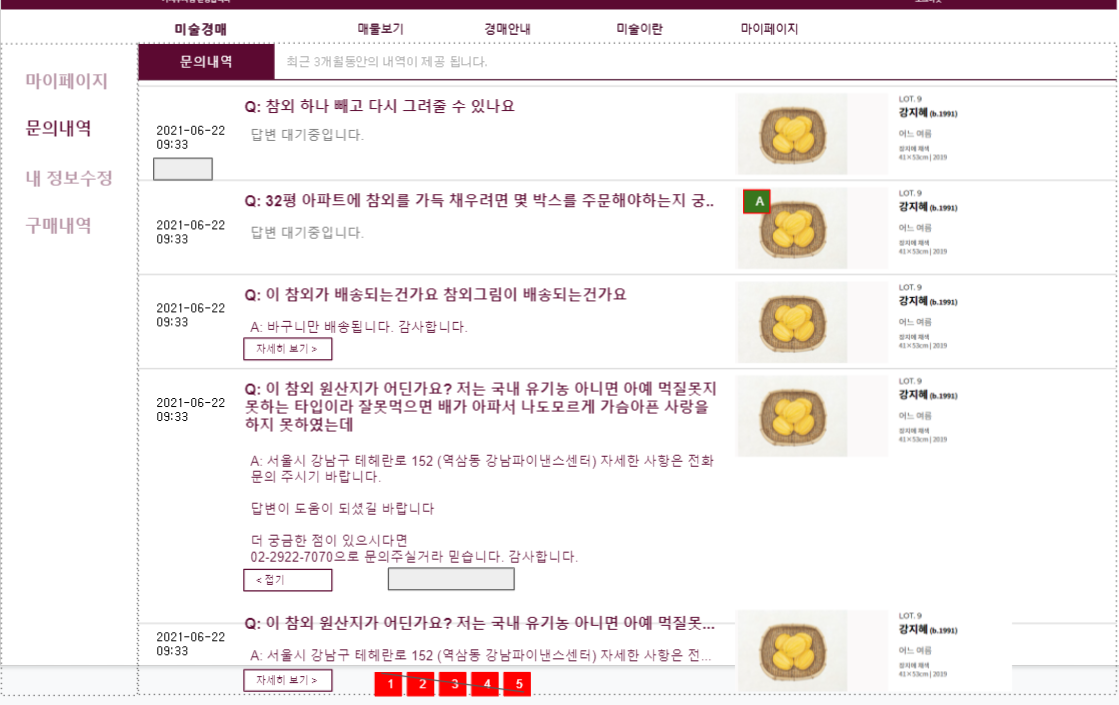 미술경매
매물보기
경매안내
미술이란
마이페이지
마이페이지
문의내역
내 정보수정
구매내역
문의내역
최근 3개월동안의 내역이 제공 됩니다.
2021-06-22
09:33
Q: 참외 하나 빼고 다시 그려줄 수 있나요
답변 대기중입니다.
LOT. 9
강지혜 (b.1991)
어느 여름
장지에 채색
41×53cm | 2019
2021-06-22
09:33
Q: 32평 아파트에 참외를 가득 채우려면 몇 박스를 주문해야하는지 궁..
답변 대기중입니다.
A
LOT. 9
강지혜 (b.1991)
어느 여름
장지에 채색
41×53cm | 2019
2021-06-22
09:33
Q: 이 참외가 배송되는건가요 참외그림이 배송되는건가요
A: 바구니만 배송됩니다. 감사합니다.
자세히 보기 >
LOT. 9
강지혜 (b.1991)
어느 여름
장지에 채색
41×53cm | 2019
2021-06-22
09:33
Q: 이 참외 원산지가 어딘가요? 저는 국내 유기농 아니면 아예 먹질못지
못하는 타입이라 잘못먹으면 배가 아파서 나도모르게 가슴아픈 사랑을
하지 못하였는데
A: 서울시 강남구 테헤란로 152 (역삼동 강남파이낸스센터) 자세한 사항은 전화
문의 주시기 바랍니다.
답변이 도움이 되셨길 바랍니다
더 궁금한 점이 있으시다면
02-2922-7070으로 문의주실거라 믿습니다. 감사합니다.
< 접기
LOT. 9
강지혜 (b.1991)
어느 여름
장지에 채색
41×53cm | 2019
2021-06-22
09:33
Q: 이 참외 원산지가 어딘가요? 저는 국내 유기농 아니면 아예 먹질못...
A: 서울시 강남구 테헤란로 152 (역삼동 강남파이낸스센터) 자세한 사항은 전...
자세히 보기 >
LOT. 9
강지혜 (b.1991)
어느 여름
장지에 채색
41×53cm | 2019
1 2 3 4 5